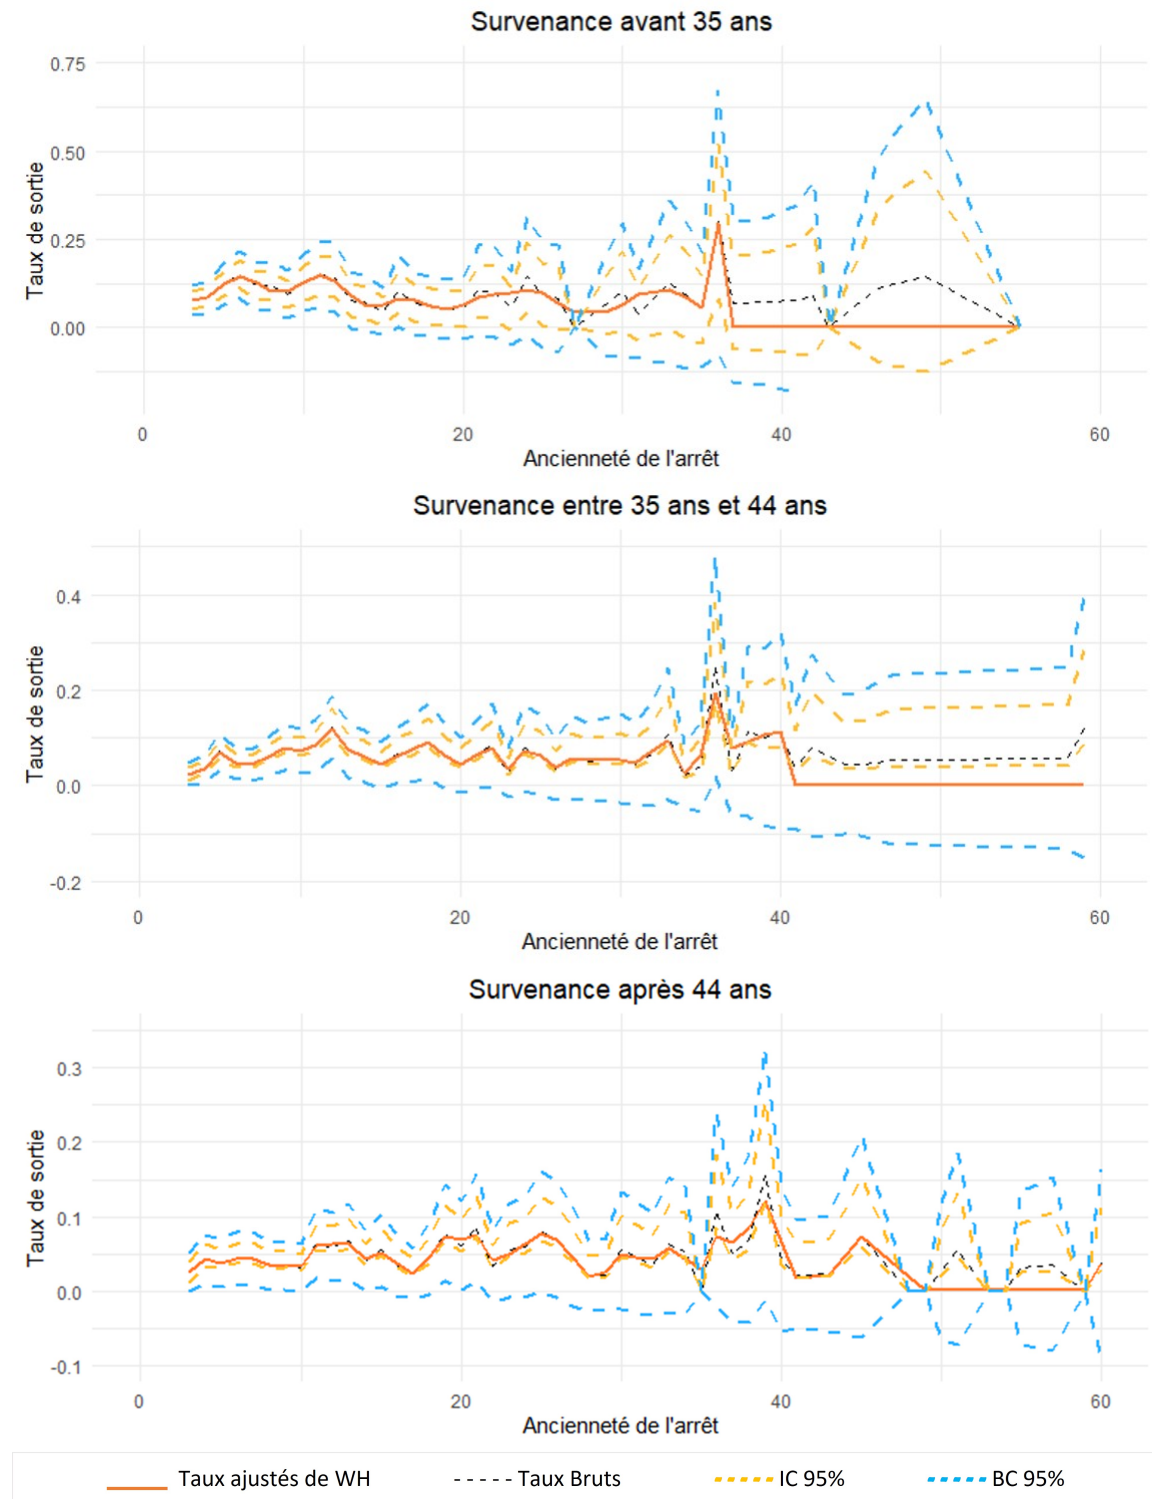 Survenance avant 35 ans
0.75
0.50
0.25
0.00
Taux de sortie
0 20 40 60
Ancienneté de l'arrêt
Survenance entre 35 ans et 44 ans
0.4
0.2
0.0
-0.2
Taux de sortie
0 20 40 60
Ancienneté de l'arrêt
Survenance après 44 ans
0.3
0.2
0.1
0.0
-0.1
Taux de sortie
0 20 40 60
Ancienneté de l'arrêt
Taux ajustés de WH Taux Bruts IC 95% BC 95%